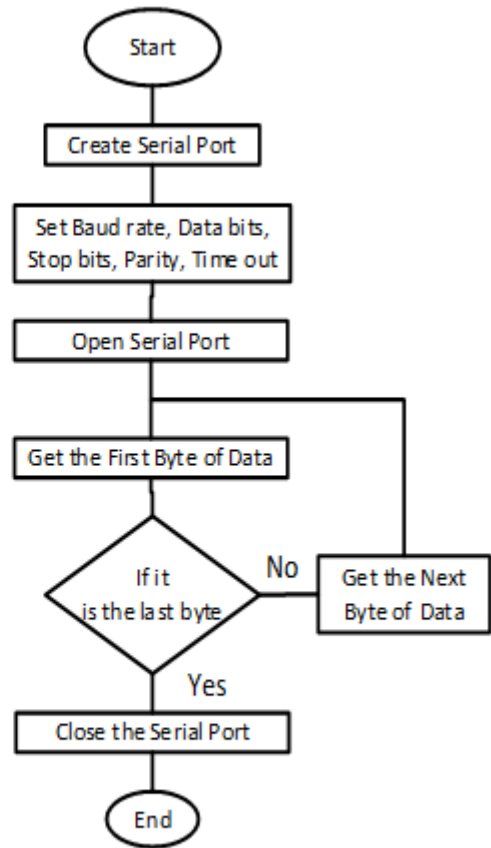 Start
Create Serial Port
Set Baud rate, Data bits,
Stop bits, Parity, Time out
Open Serial Port
Get the First Byte of Data
If it
is the last byte
No
Get the Next
Byte of Data
Yes
Close the Serial Port
End